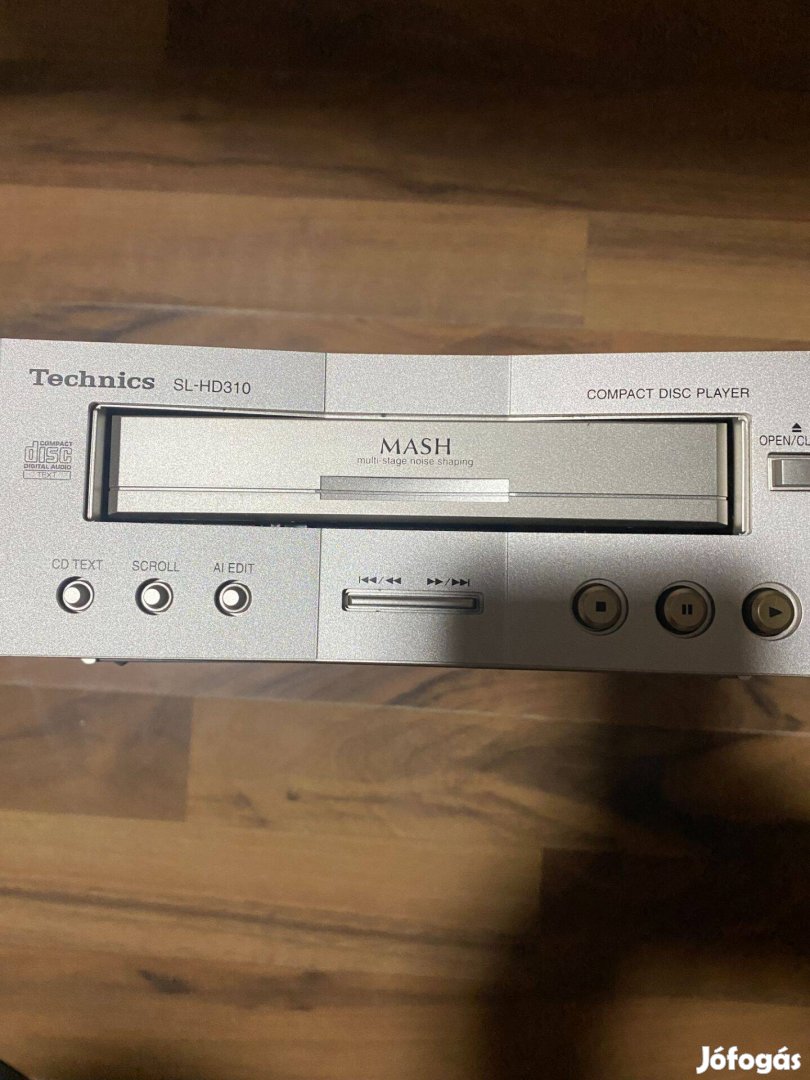 Technics SL-HD310
COMPACT DISC PLAYER
COMPACT
disc
DIGITAL AUDIO
TEXT
MASH
multi-stage noise shaping
OPEN/CL
CD TEXT
SCROLL
AI EDIT
Jófogás